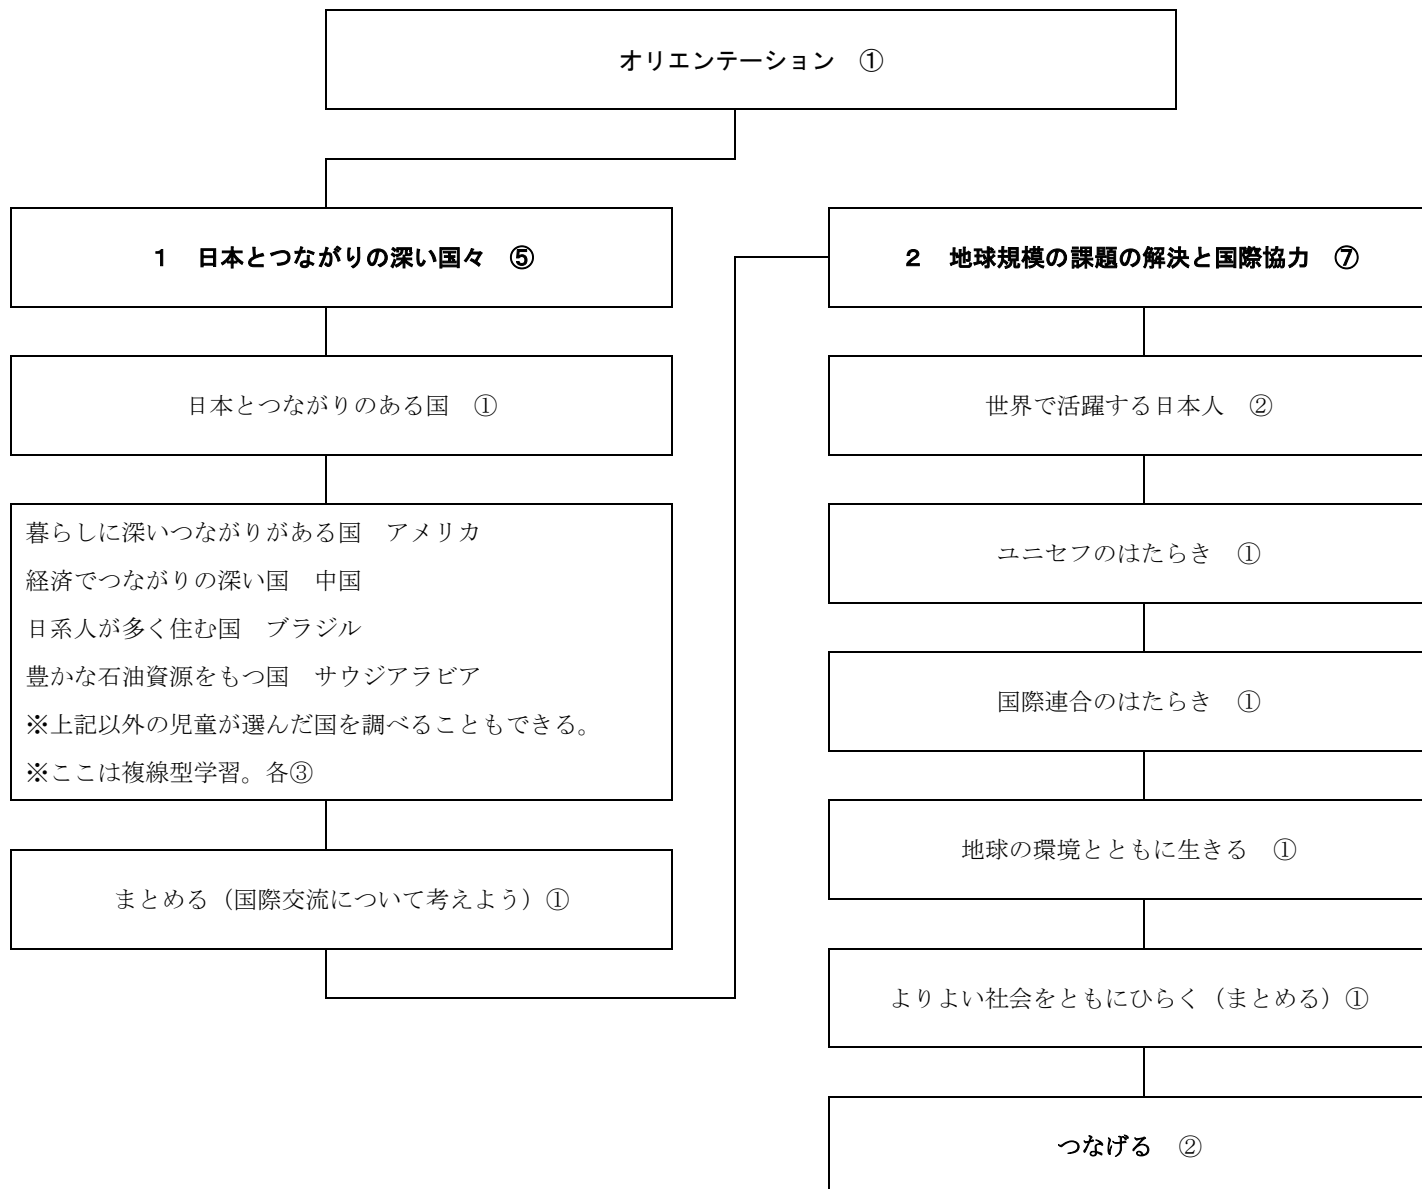 オリエンテーション　①
１　日本とつながりの深い国々　⑤
日本とつながりのある国　①
暮らしに深いつながりがある国　アメリカ
経済でつながりの深い国　中国
日系人が多く住む国　ブラジル
豊かな石油資源をもつ国　サウジアラビア
※上記以外の児童が選んだ国を調べることもできる。
※ここは複線型学習。各③
まとめる（国際交流について考えよう）①
２　地球規模の課題の解決と国際協力　⑦
世界で活躍する日本人　②
ユニセフのはたらき　①
国際連合のはたらき　①
地球の環境とともに生きる　①
よりよい社会をともにひらく（まとめる）①
つなげる　②